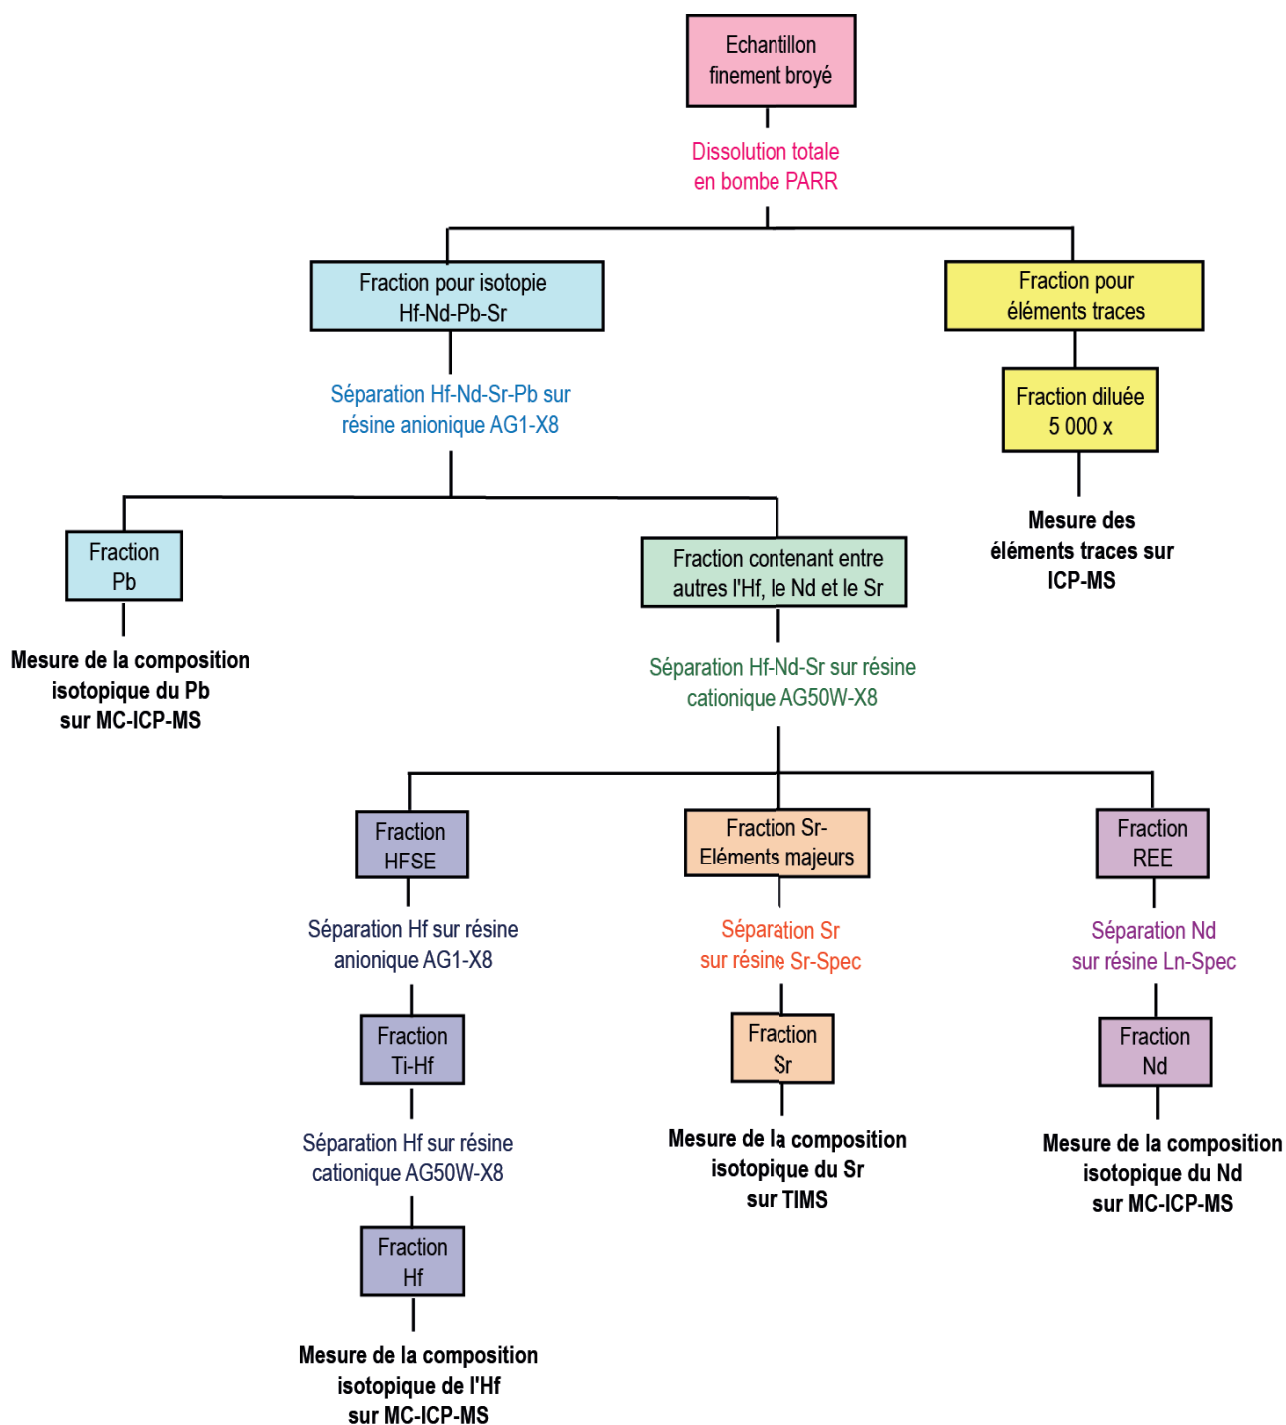 Echantillon
finement broyé
Dissolution totale
en bombe PARR
Fraction pour isotopie
Hf-Nd-Pb-Sr
Fraction pour
éléments traces
Séparation Hf-Nd-Sr-Pb sur
résine anionique AG1-X8
Fraction diluée
5 000 x
Mesure des
éléments traces sur
ICP-MS
Fraction
Pb
Fraction contenant entre
autres l'Hf, le Nd et le Sr
Mesure de la composition
isotopique du Pb
sur MC-ICP-MS
Séparation Hf-Nd-Sr sur résine
cationique AG50W-X8
Fraction
HFSE
Fraction Sr-
Eléments majeurs
Fraction
REE
Séparation Hf sur résine
anionique AG1-X8
Séparation Sr
sur résine Sr-Spec
Séparation Nd
sur résine Ln-Spec
Fraction
Ti-Hf
Fraction
Sr
Fraction
Nd
Séparation Hf sur résine
cationique AG50W-X8
Mesure de la composition
isotopique du Sr
sur TIMS
Mesure de la composition
isotopique du Nd
sur MC-ICP-MS
Fraction
Hf
Mesure de la composition
isotopique de l'Hf
sur MC-ICP-MS